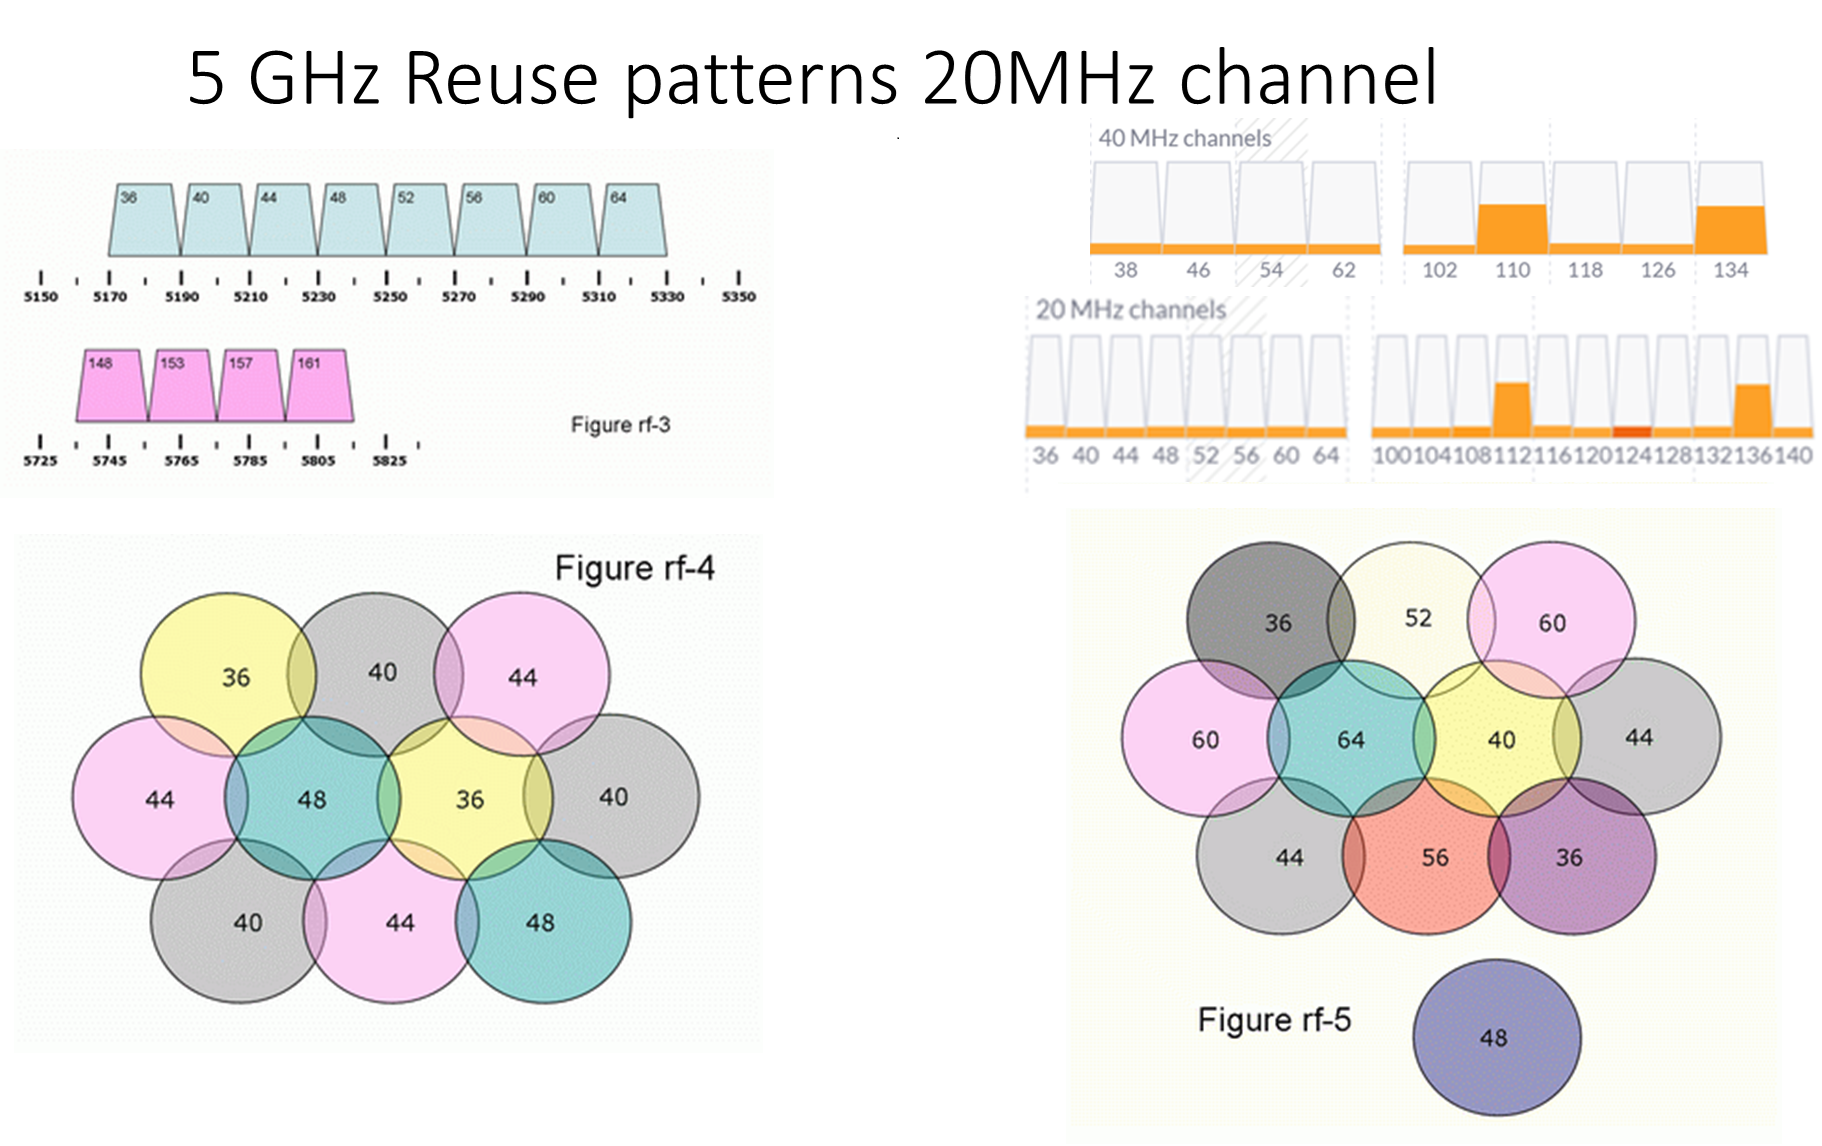 5 GHz Reuse patterns 20MHz channel
36 40 44 48 52 56 60 64
5150 5170 5190 5210 5230 5250 5270 5290 5310 5330 5350
148 153 157 161
Figure rf-3
5725 5745 5765 5785 5805 5825
40 MHz channels
38 46 54 62 102 110 118 126 134
20 MHz channels
36 40 44 48 52 56 60 64 100 104 108 112 116 120 124 128 132 136 140
Figure rf-4
36 40 44
44 48 36 40
40 44 48
36 52 60
60 64 40 44
44 56 36
Figure rf-5
48